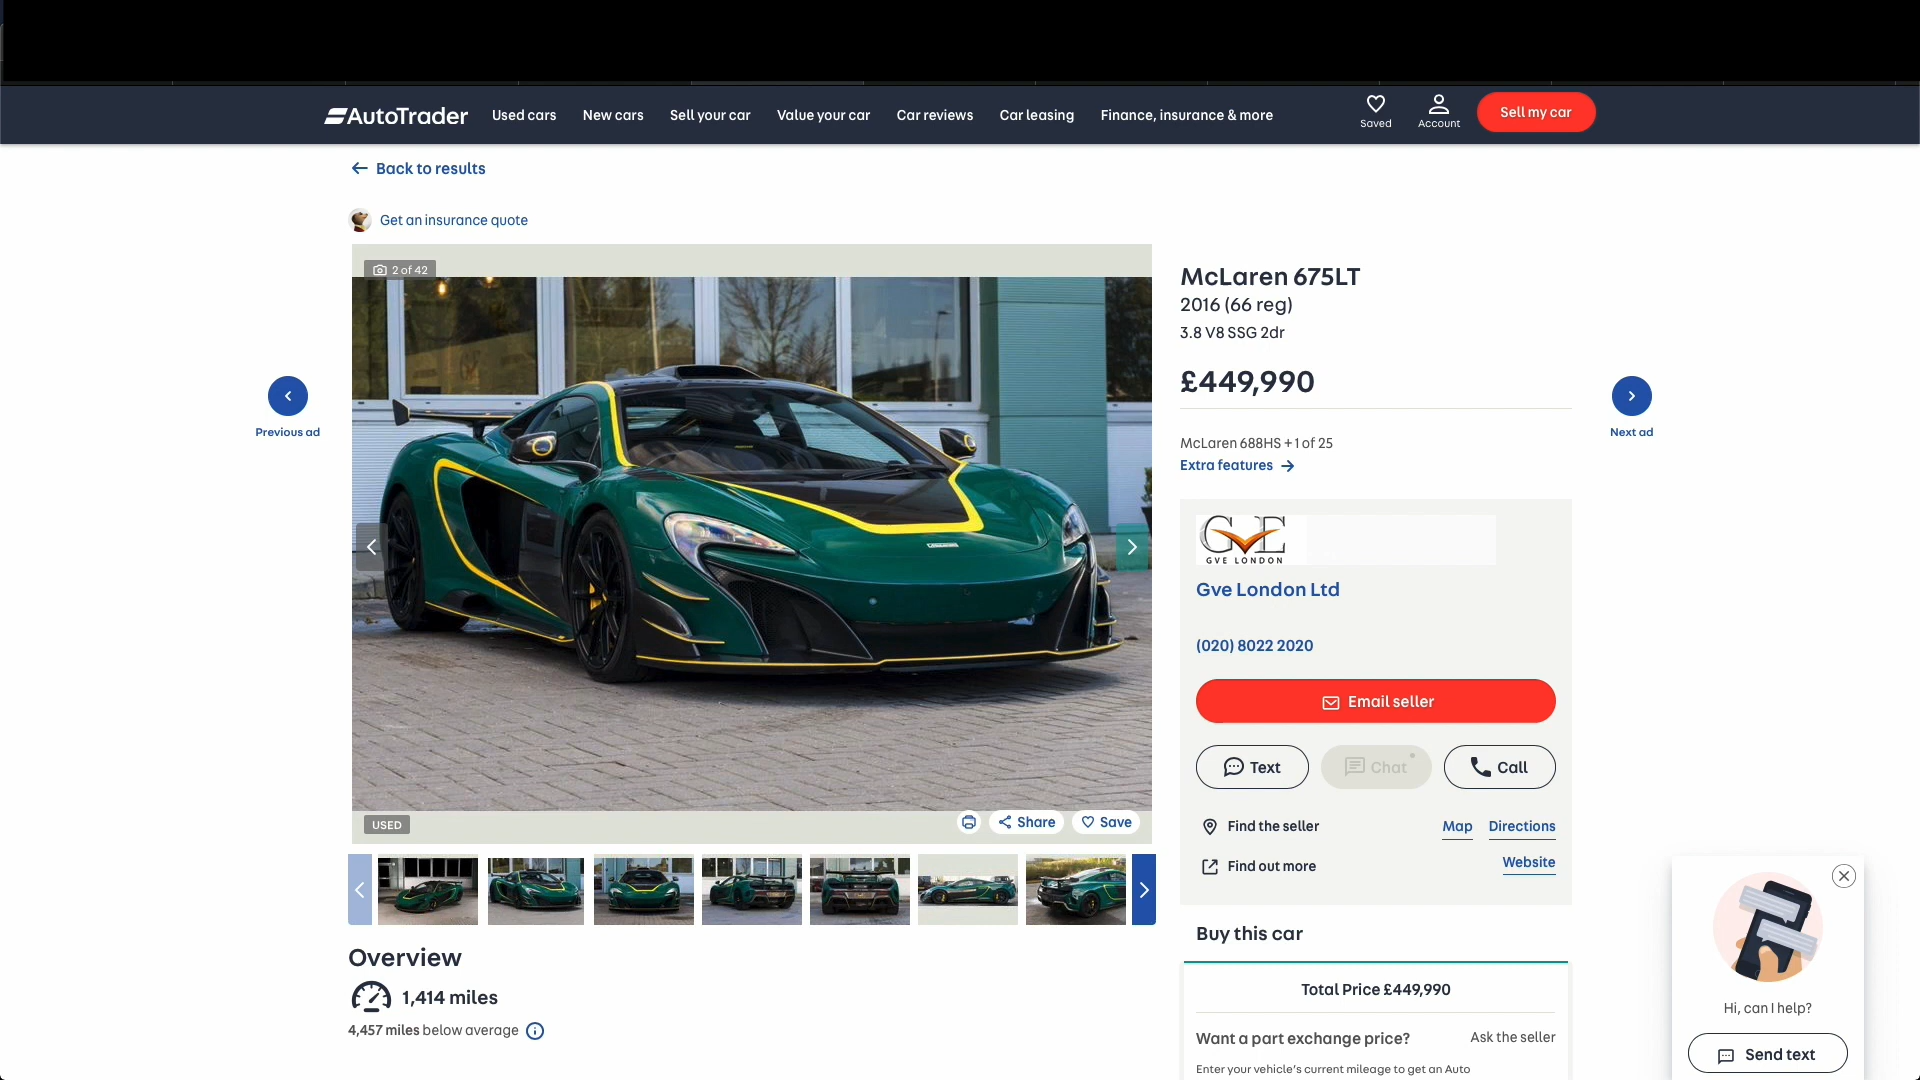 AutoTrader
Used cars
New cars
Sell your car
Value your car
Car reviews
Car leasing
Finance, insurance & more
Saved
Account
Sell my car
Back to results
Get an insurance quote
2 of 42
Previous ad
USED
Share
Save
Overview
1,414 miles
4,457 miles below average
McLaren 675LT
2016 (66 reg)
3.8 V8 SSG 2dr
£449,990
McLaren 688HS + 1 of 25
Extra features
Next ad
GVE
GVE LONDON
Gve London Ltd
(020) 8022 2020
Email seller
Text
Chat
Call
Find the seller
Map
Directions
Find out more
Website
Buy this car
Total Price £449,990
Want a part exchange price?
Ask the seller
Enter your vehicle's current mileage to get an Auto
Hi, can I help?
Send text